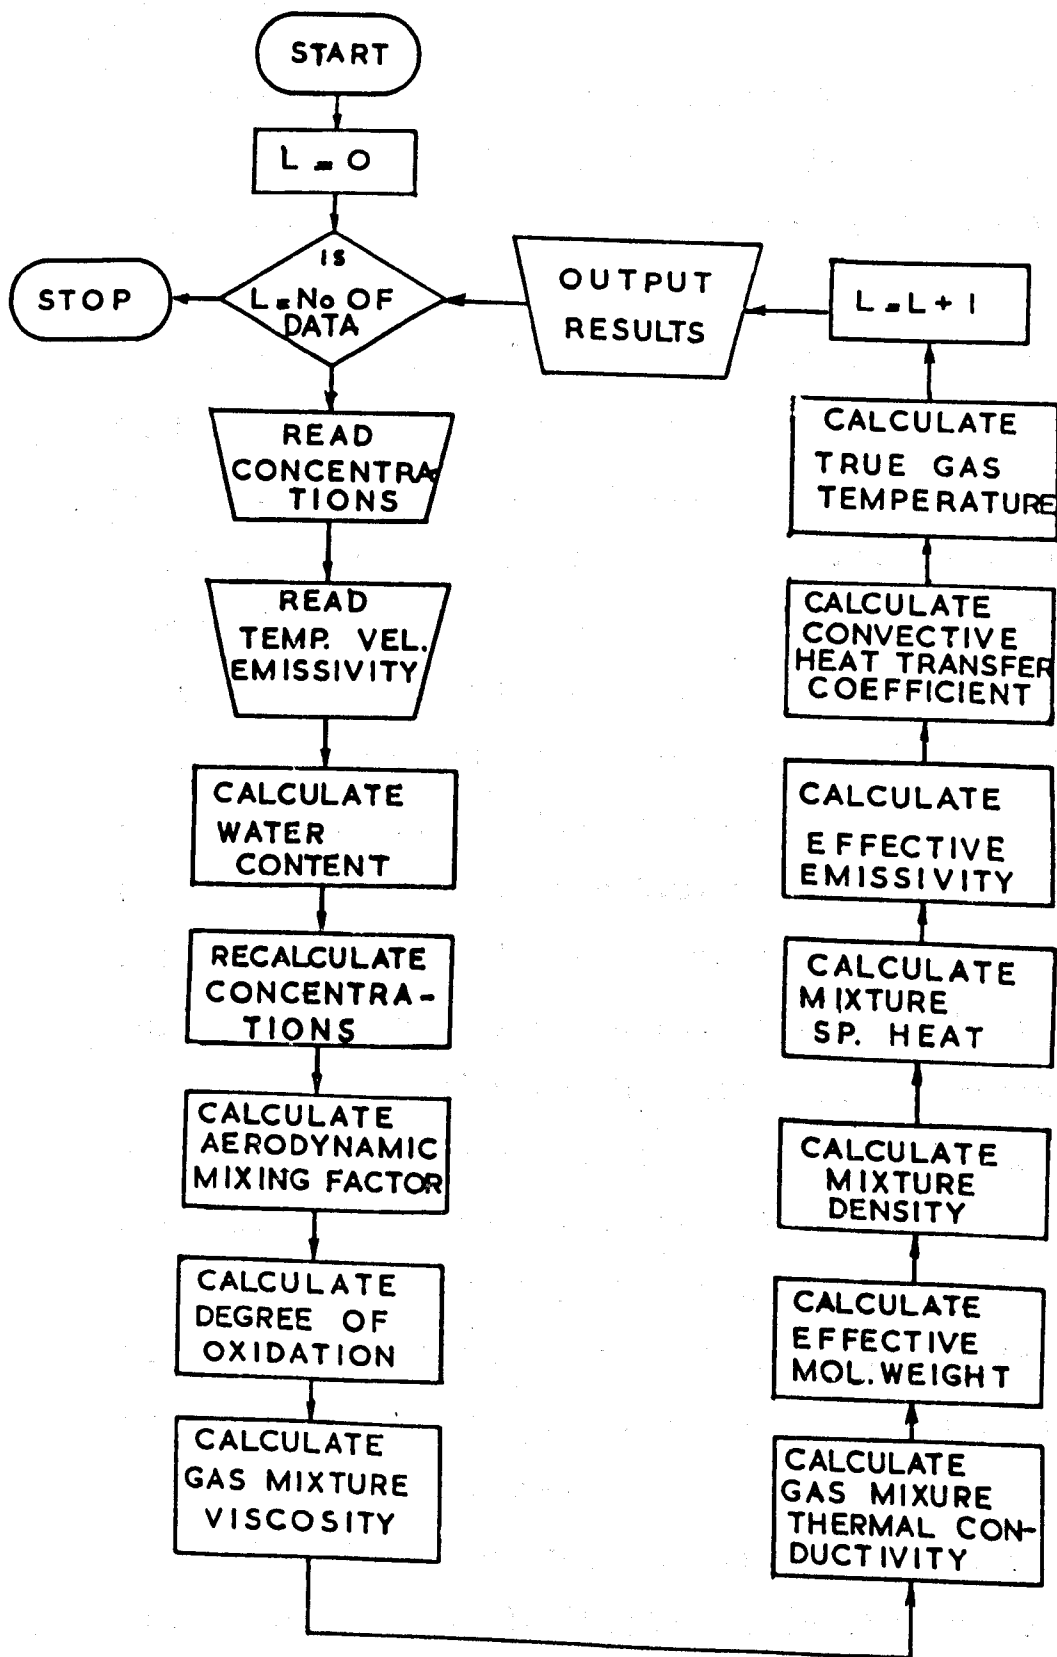 START
L = 0
IS
L = No OF
DATA
STOP
READ
CONCENTRA-
TIONS
READ
TEMP. VEL.
EMISSIVITY
CALCULATE
WATER
CONTENT
RECALCULATE
CONCENTRA-
TIONS
CALCULATE
AERODYNAMIC
MIXING FACTOR
CALCULATE
DEGREE OF
OXIDATION
CALCULATE
GAS MIXTURE
VISCOSITY
CALCULATE
GAS MIXURE
THERMAL CON-
DUCTIVITY
CALCULATE
EFFECTIVE
MOL. WEIGHT
CALCULATE
MIXTURE
DENSITY
CALCULATE
MIXTURE
SP. HEAT
CALCULATE
EFFECTIVE
EMISSIVITY
CALCULATE
CONVECTIVE
HEAT TRANSFER
COEFFICIENT
CALCULATE
TRUE GAS
TEMPERATURE
L = L + 1
OUTPUT
RESULTS